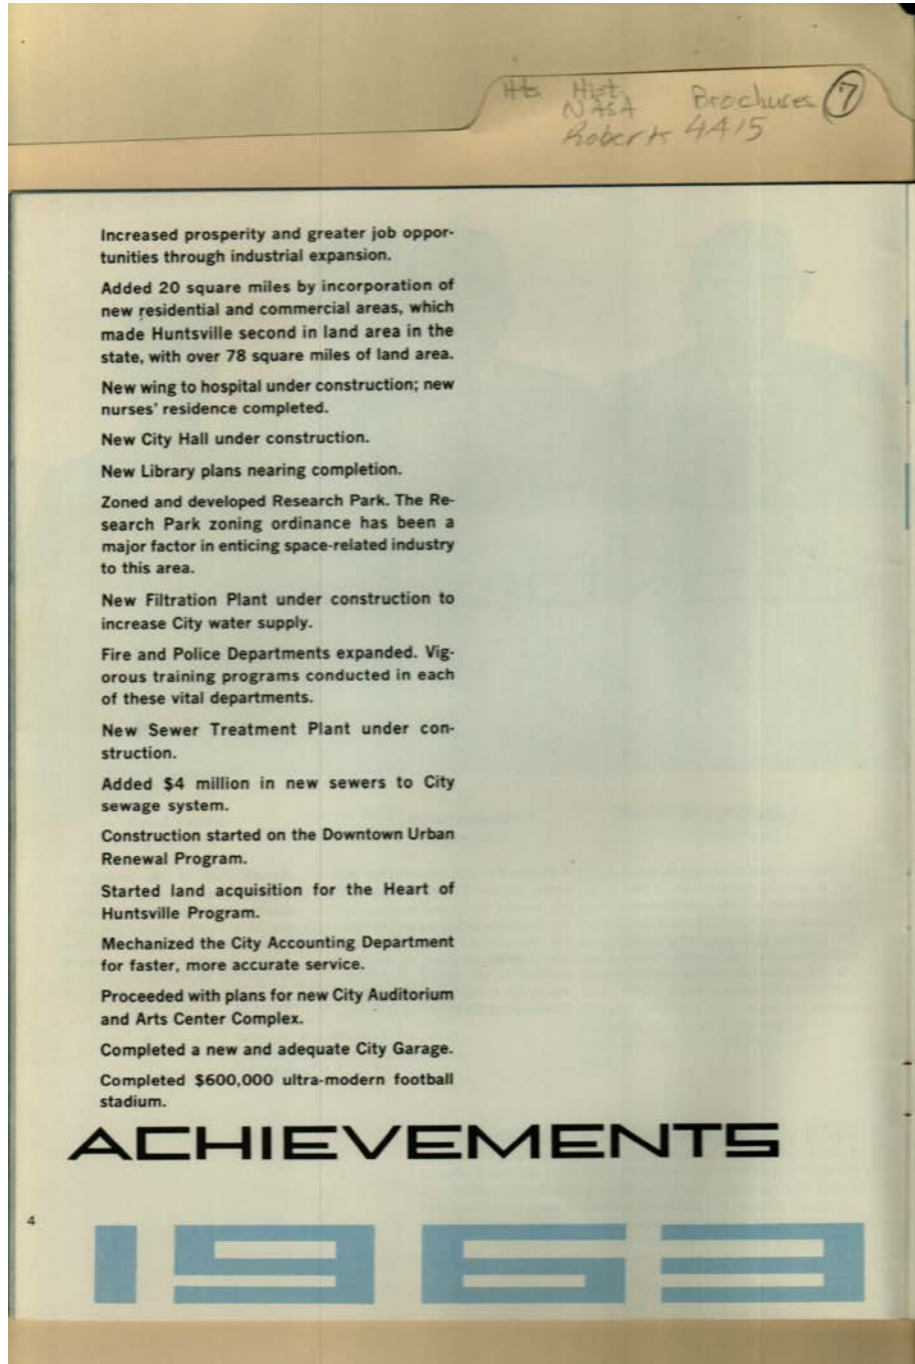 Hts Hist. Brochures 7
NASA
Roberts 4A15
Increased prosperity and greater job oppor-
tunities through industrial expansion.
Added 20 square miles by incorporation of
new residential and commercial areas, which
made Huntsville second in land area in the
state, with over 78 square miles of land area.
New wing to hospital under construction; new
nurses' residence completed.
New City Hall under construction.
New Library plans nearing completion.
Zoned and developed Research Park. The Re-
search Park zoning ordinance has been a
major factor in enticing space-related industry
to this area.
New Filtration Plant under construction to
increase City water supply.
Fire and Police Departments expanded. Vig-
orous training programs conducted in each
of these vital departments.
New Sewer Treatment Plant under con-
struction.
Added $4 million in new sewers to City
sewage system.
Construction started on the Downtown Urban
Renewal Program.
Started land acquisition for the Heart of
Huntsville Program.
Mechanized the City Accounting Department
for faster, more accurate service.
Proceeded with plans for new City Auditorium
and Arts Center Complex.
Completed a new and adequate City Garage.
Completed $600,000 ultra-modern football
stadium.
ACHIEVEMENTS
4
1963